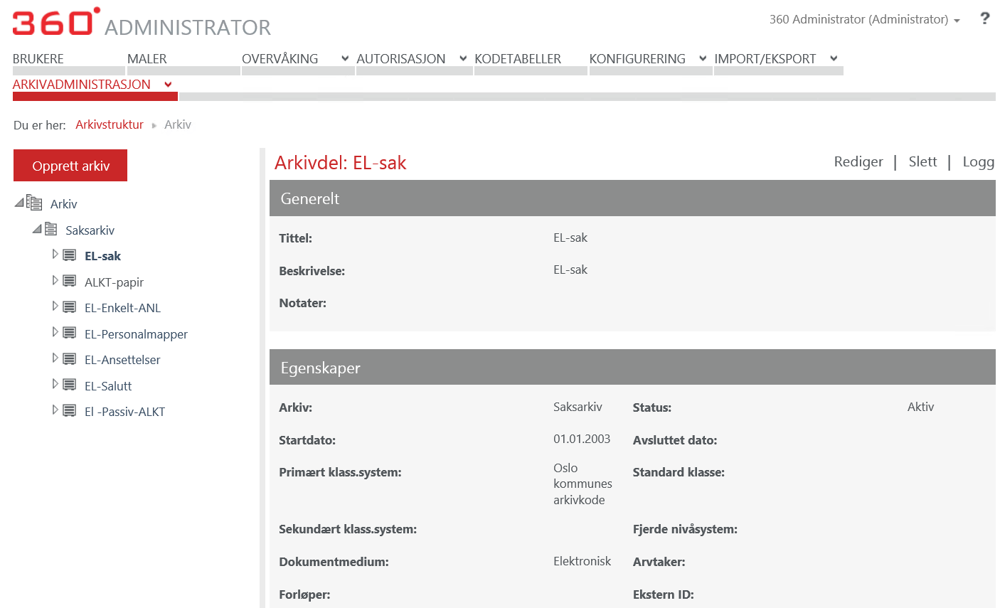 360° ADMINISTRATOR
360 Administrator (Administrator)
?
BRUKERE MALER OVERVÅKING AUTORISASJON KODETABELLER KONFIGURERING IMPORT/EKSPORT
ARKIVADMINISTRASJON
Du er her: Arkivstruktur Arkiv
Opprett arkiv
Arkiv
Saksarkiv
EL-sak
ALKT-papir
EL-Enkelt-ANL
EL-Personalmapper
EL-Ansettelser
EL-Salutt
El -Passiv-ALKT
Arkivdel: EL-sak
Rediger | Slett | Logg
Generelt
Tittel: EL-sak
Beskrivelse: EL-sak
Notater:
Egenskaper
Arkiv: Saksarkiv Status: Aktiv
Startdato: 01.01.2003 Avsluttet dato:
Primært klass.system: Oslo
kommunes
arkivkode
Standard klasse:
Sekundært klass.system: Fjerde nivåsystem:
Dokumentmedium: Elektronisk Arvtaker:
Forløper: Ekstern ID: